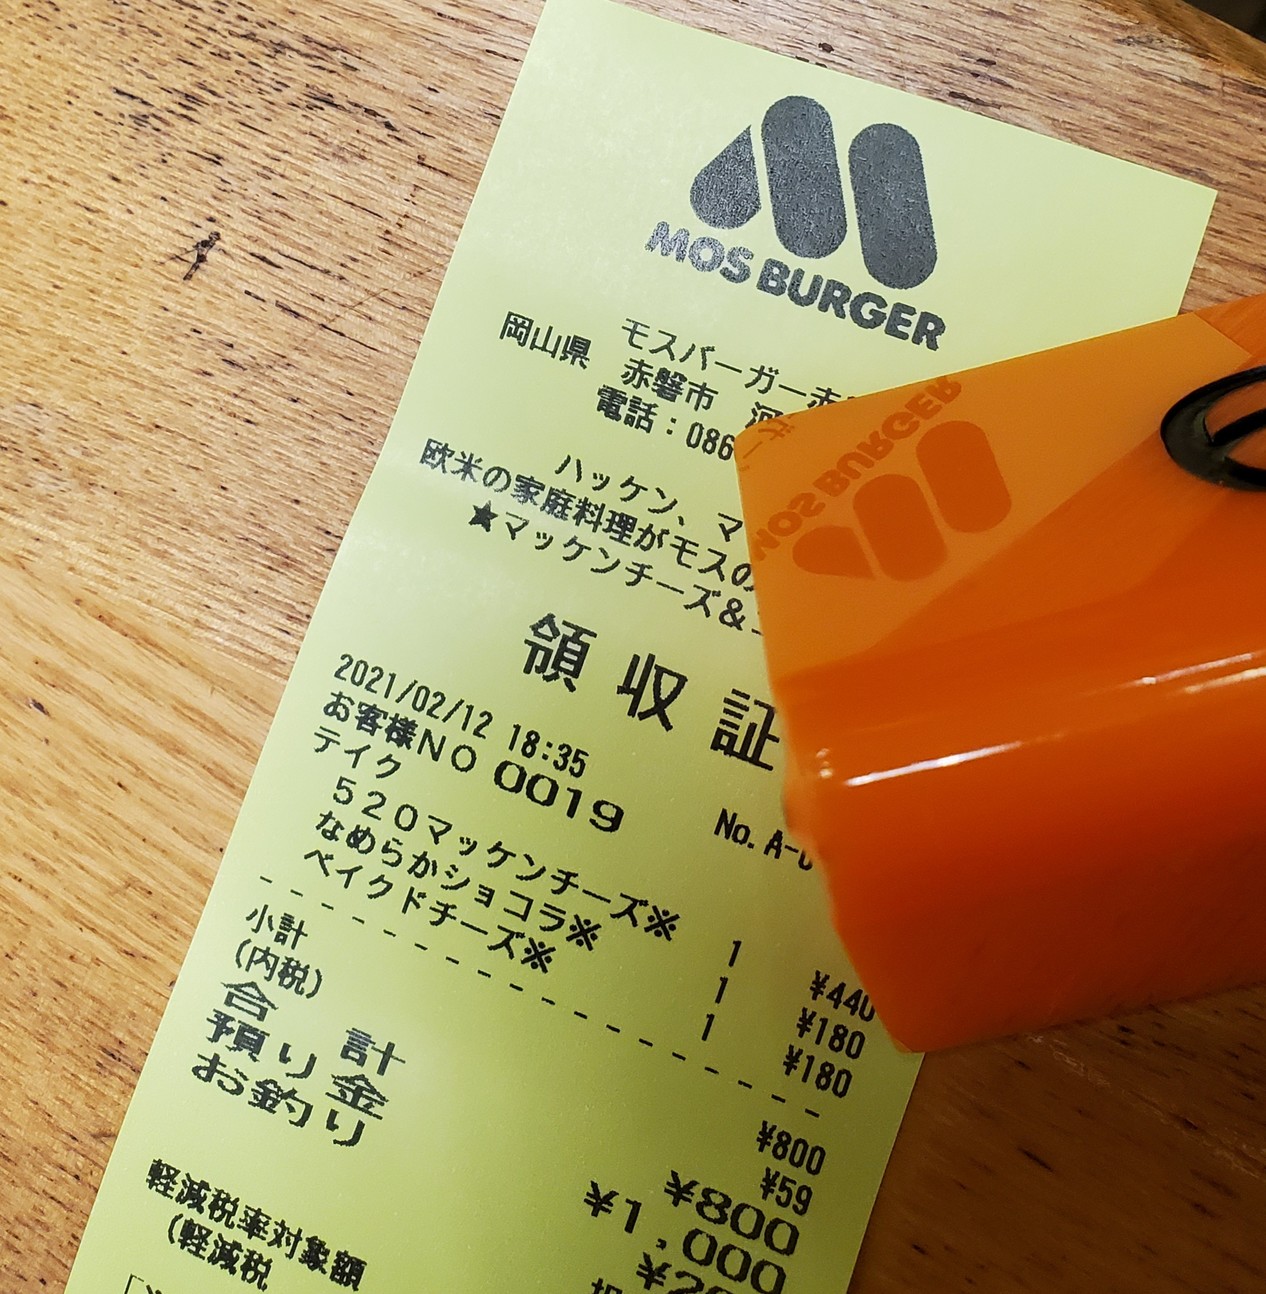 MOS BURGER
モスバーガー赤
岡山県 赤磐市 河
電話：086
ハッケン、マ
欧米の家庭料理がモスの
★マッケンチーズ＆
領収証
2021/02/12 18:35
お客様NO 0019 No. A-0
テイク
520マッケンチーズ※ 1 ¥440
なめらかショコラ※ 1 ¥180
ベイクドチーズ※ 1 ¥180
--------------------
小計 ¥800
(内税) ¥59
合 計 ¥800
預り金 ¥1,000
お釣り ¥20
軽減税率対象額
(軽減税
MOS BURGER